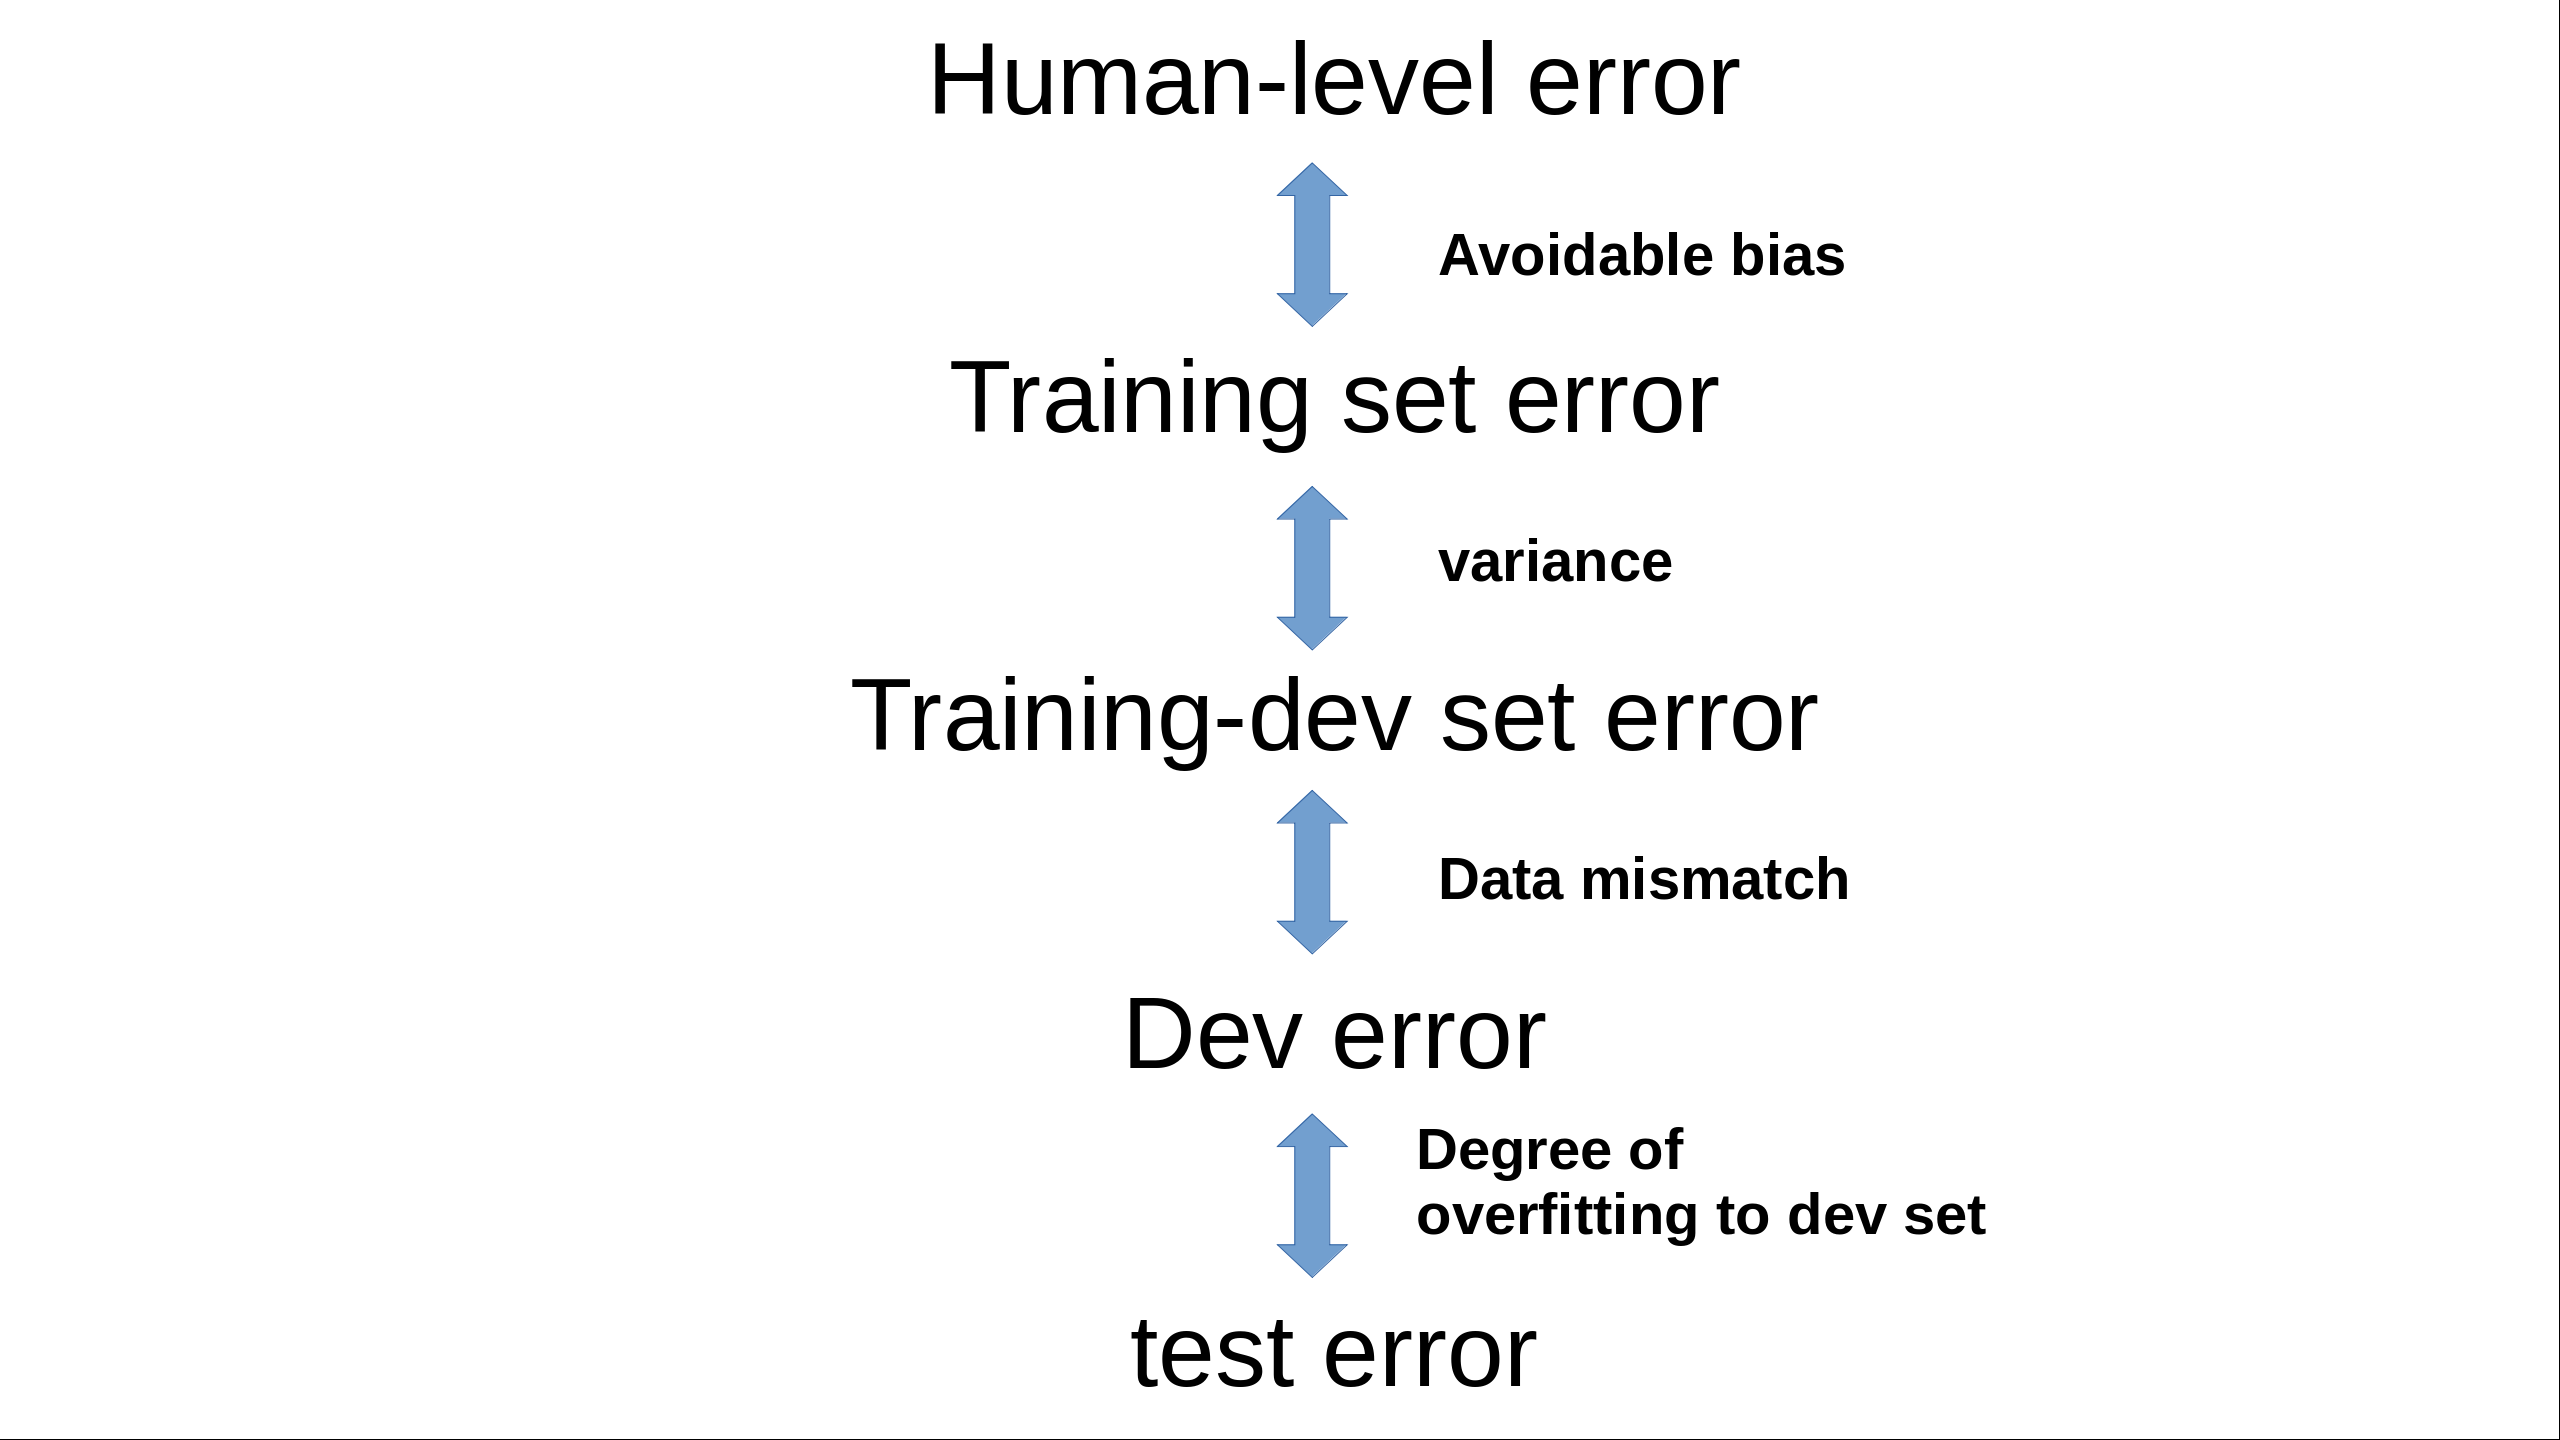 Human-level error
Avoidable bias
Training set error
variance
Training-dev set error
Data mismatch
Dev error
Degree of
overfitting to dev set
test error